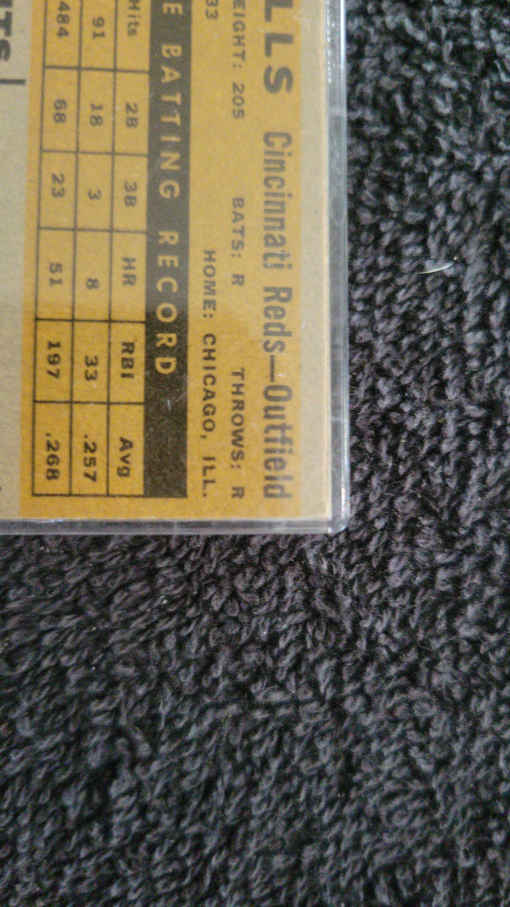 LLS Cincinnati Reds—Outfield
EIGHT: 205 BATS: R THROWS: R
33 HOME: CHICAGO, ILL.
E BATTING RECORD
Hits 2B 3B HR RBI Avg
91 18 3 8 33 .257
484 68 23 51 197 .268
TS